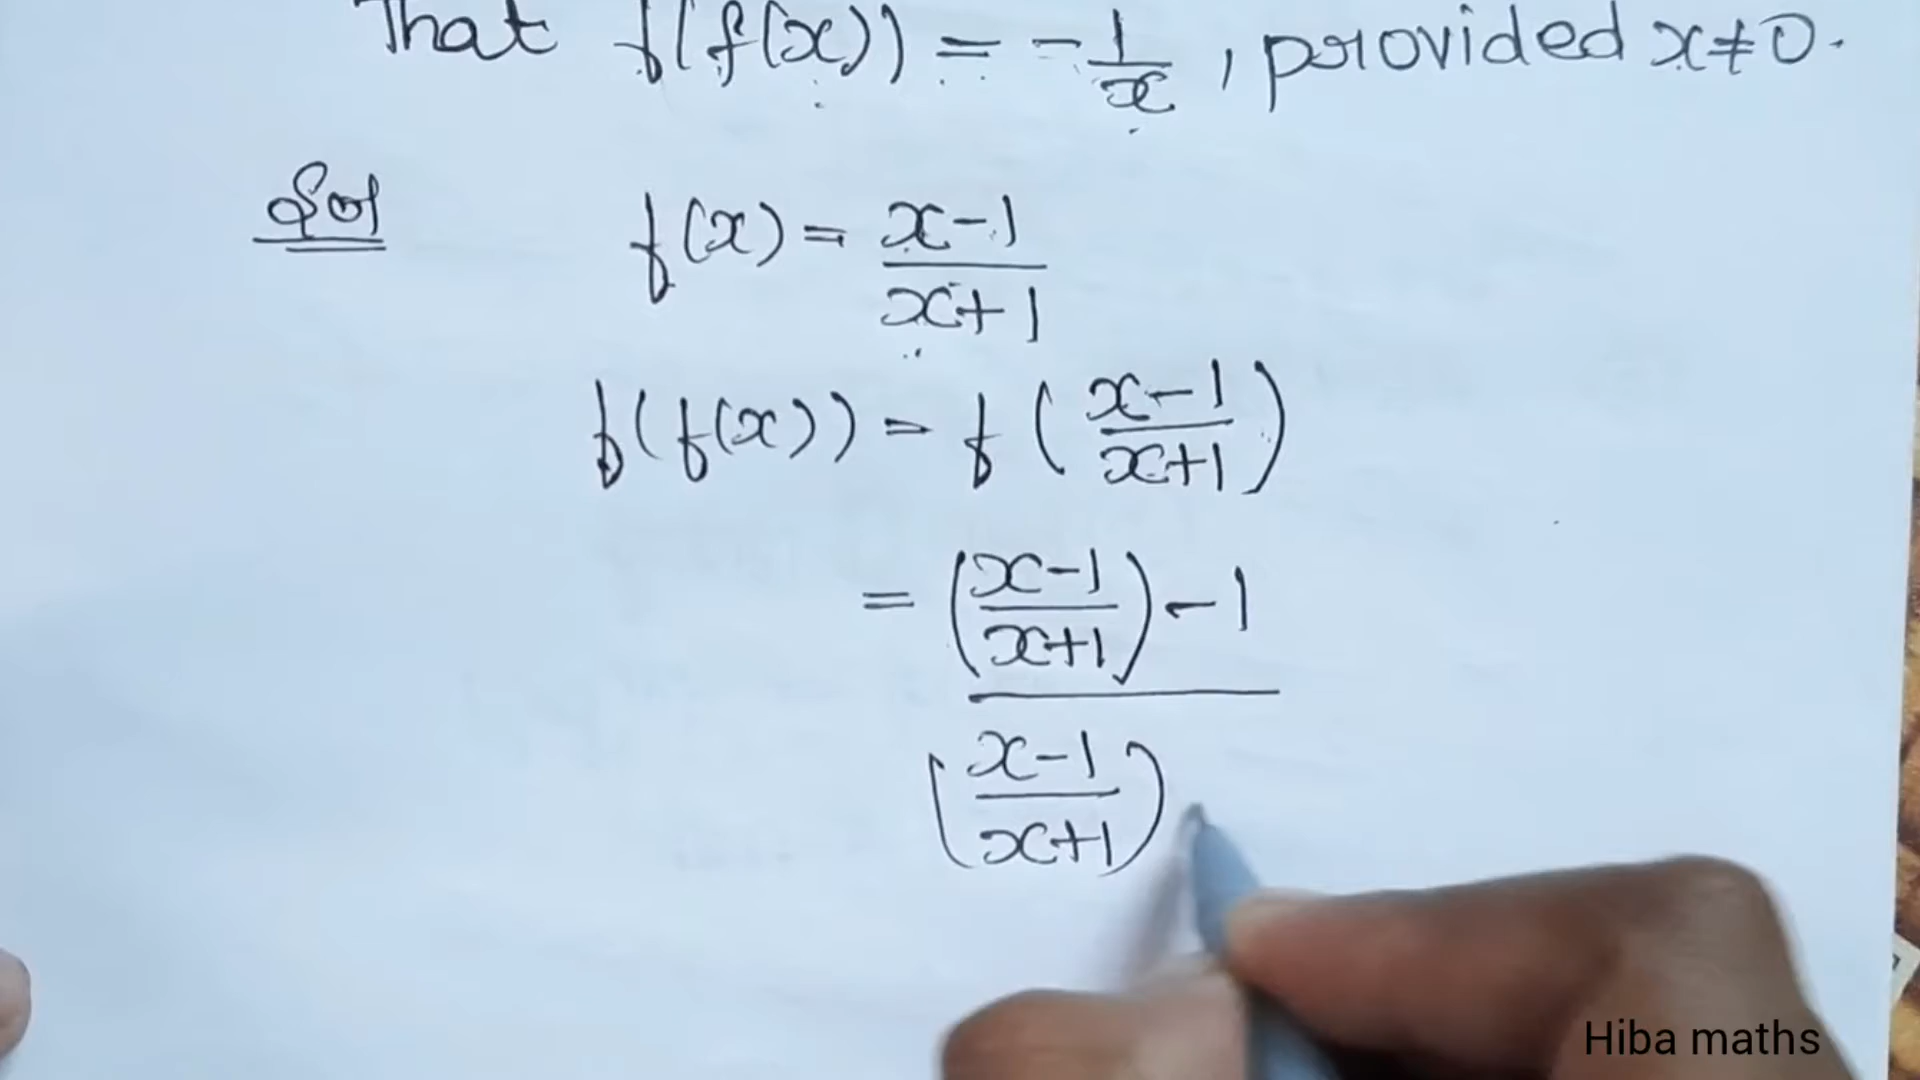 That f(f(x)) = -1/x, provided x≠0.
Sol f(x) = x-1/x+1
f(f(x)) = f(x-1/x+1)
= (x-1/x+1) - 1
(x-1/x+1)
Hiba maths